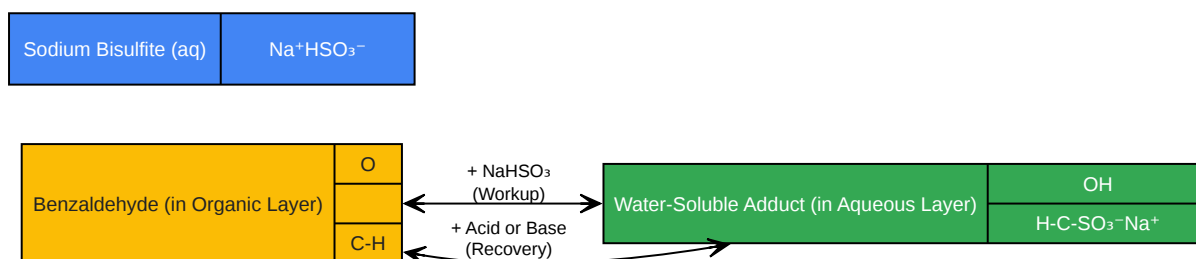 Sodium Bisulfite (aq)
Na⁺HSO₃⁻
Benzaldehyde (in Organic Layer)
O
C-H
+ NaHSO₃
(Workup)
+ Acid or Base
(Recovery)
Water-Soluble Adduct (in Aqueous Layer)
OH
H-C-SO₃⁻Na⁺